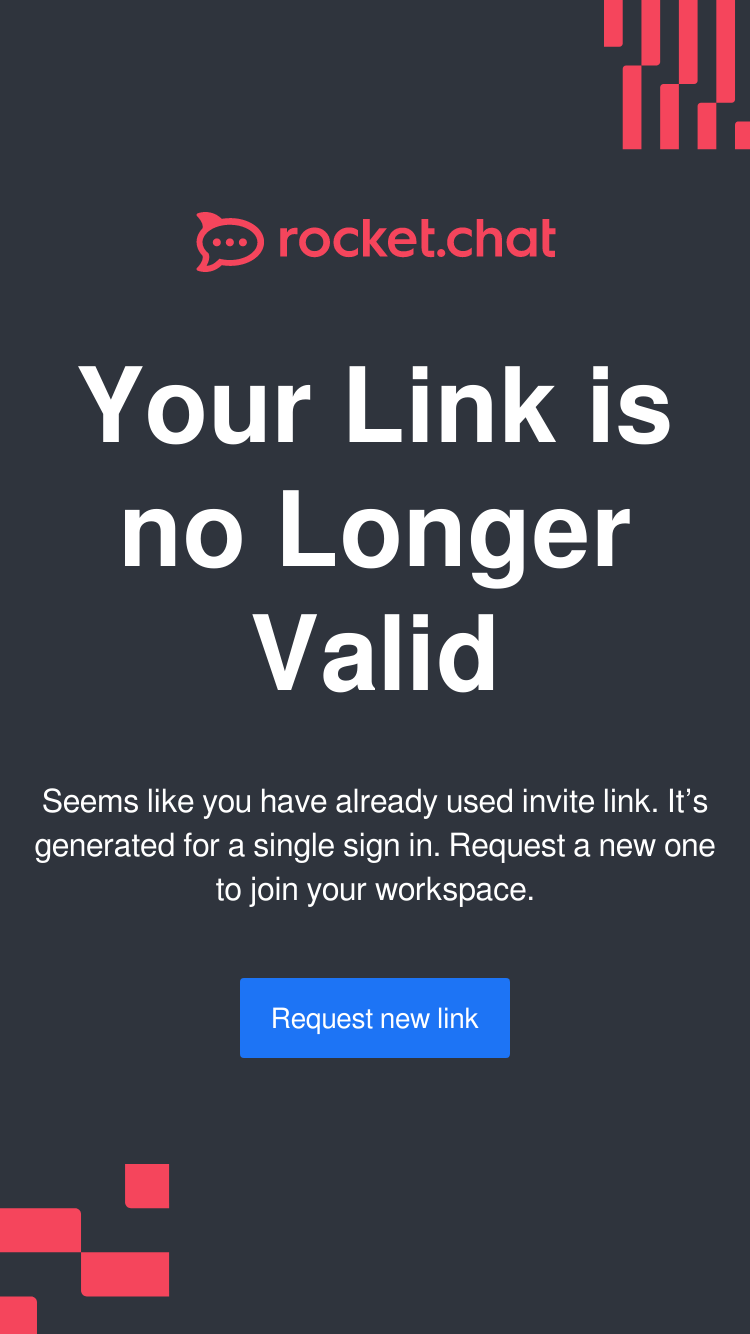 rocket.chat
Your Link is
no Longer
Valid
Seems like you have already used invite link. It’s
generated for a single sign in. Request a new one
to join your workspace.
Request new link